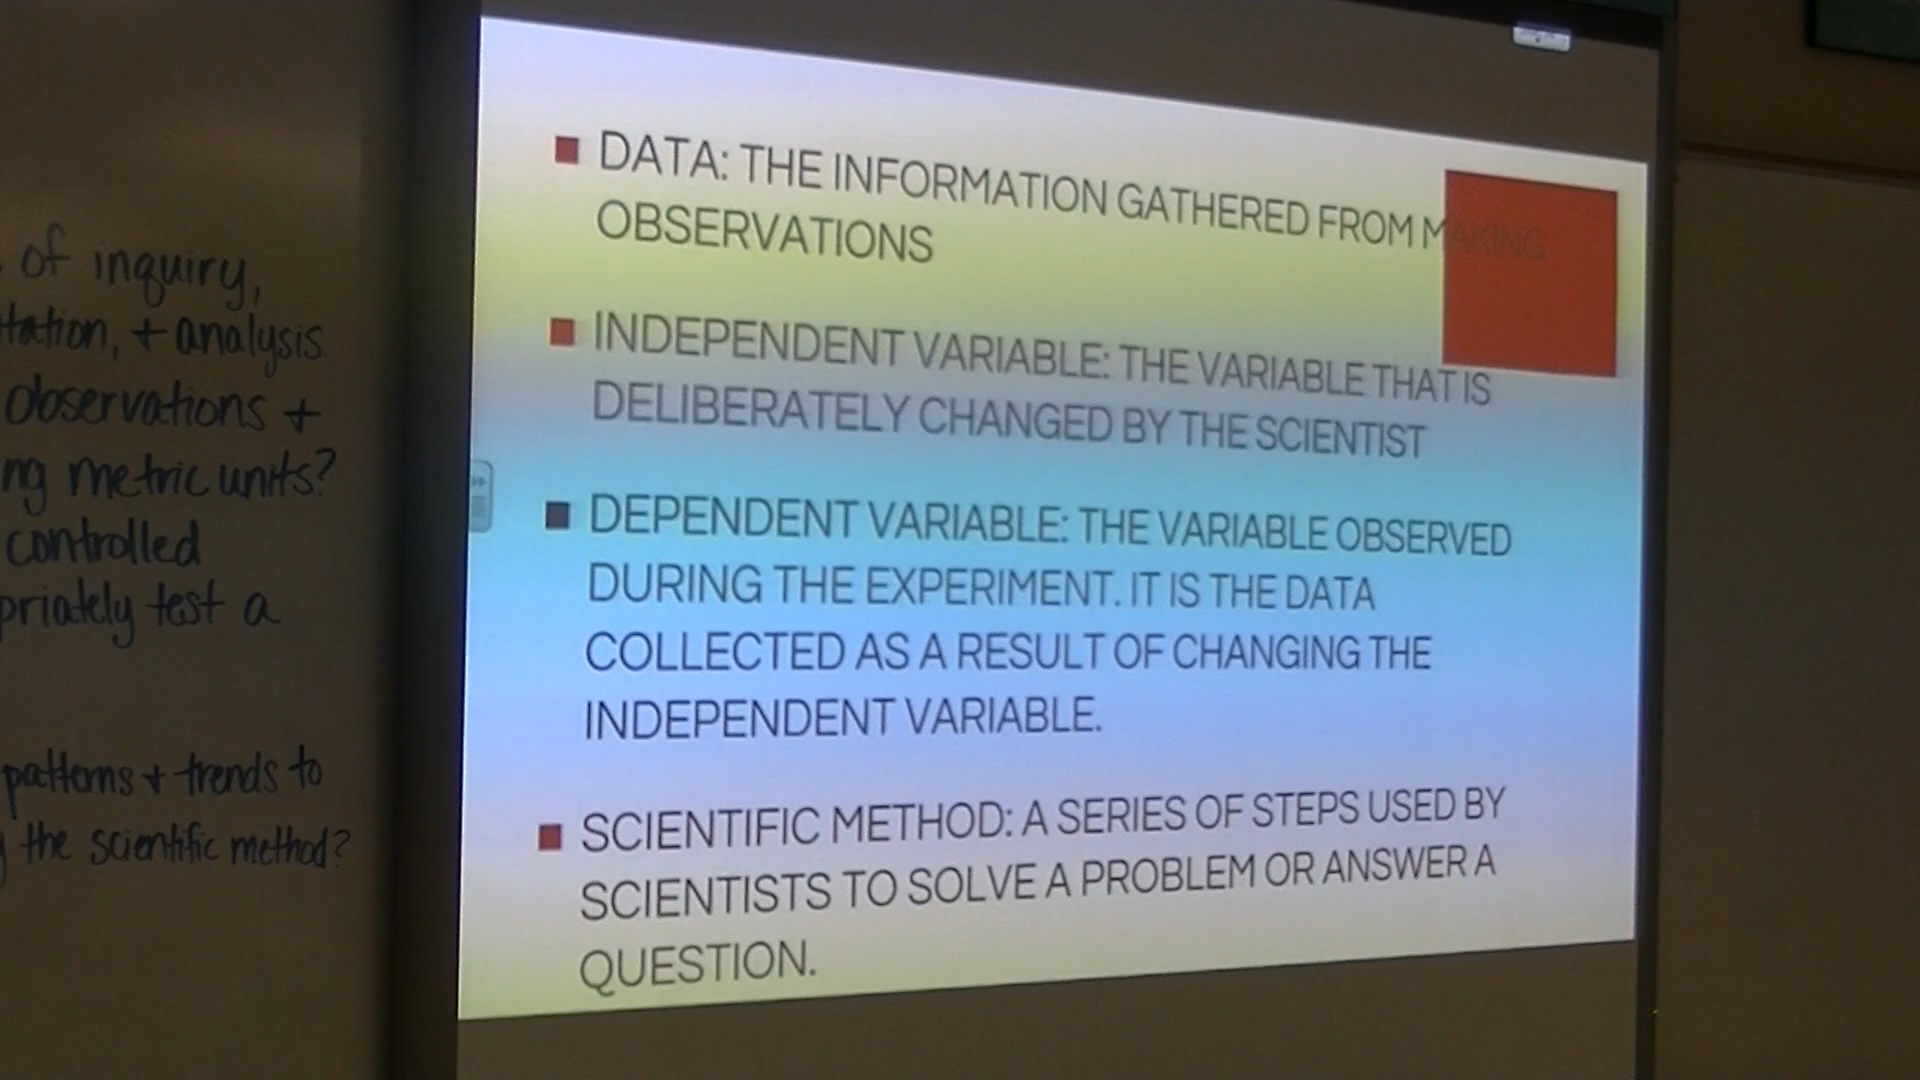 of inquiry,
tation, + analysis.
observations +
ng metric units?
controlled
priately test a
patterns + trends to
the scientific method?
DATA: THE INFORMATION GATHERED FROM MAKING
OBSERVATIONS
INDEPENDENT VARIABLE: THE VARIABLE THAT IS
DELIBERATELY CHANGED BY THE SCIENTIST
DEPENDENT VARIABLE: THE VARIABLE OBSERVED
DURING THE EXPERIMENT. IT IS THE DATA
COLLECTED AS A RESULT OF CHANGING THE
INDEPENDENT VARIABLE.
SCIENTIFIC METHOD: A SERIES OF STEPS USED BY
SCIENTISTS TO SOLVE A PROBLEM OR ANSWER A
QUESTION.